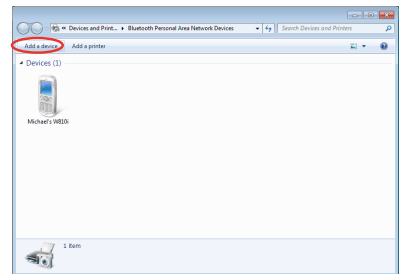 « Devices and Print... ▸ Bluetooth Personal Area Network Devices
Search Devices and Printers
Add a device Add a printer
Devices (1)
Michael's W810i
1 item